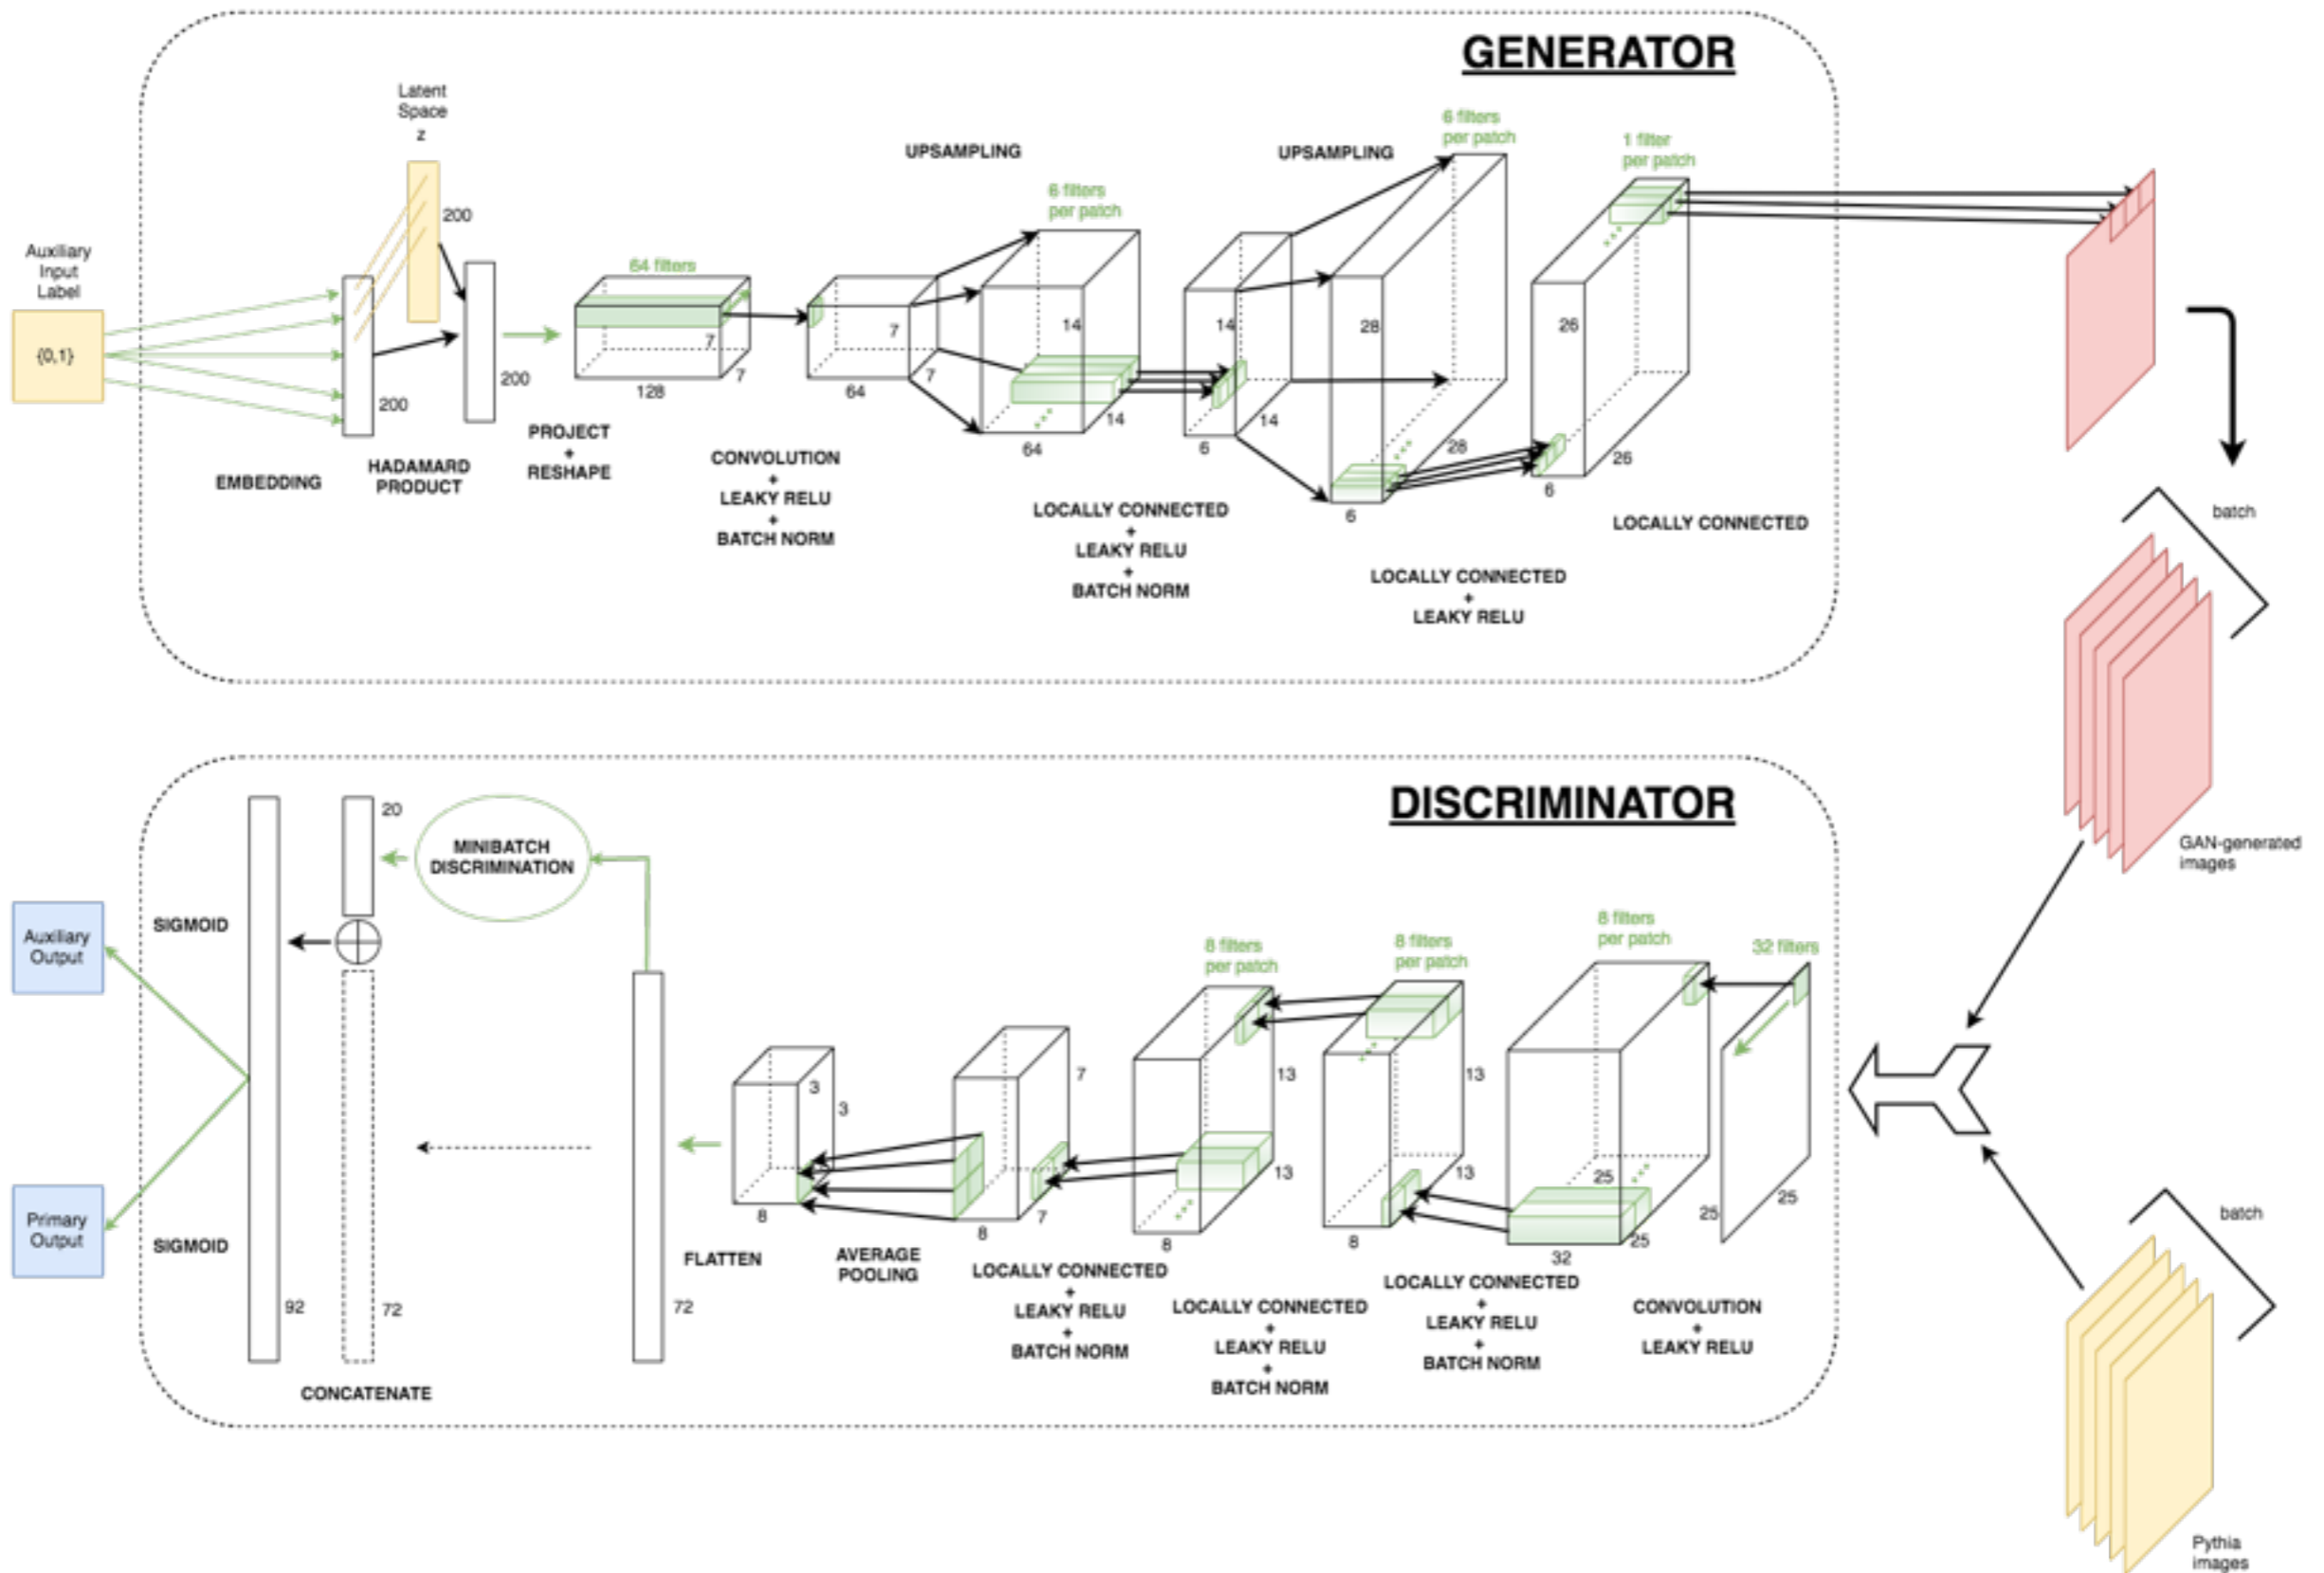 GENERATOR
Latent
Space
z
200
Auxiliary
Input
Label
{0,1}
200
EMBEDDING
HADAMARD
PRODUCT
200
PROJECT
+
RESHAPE
64 filters
7
7
128
CONVOLUTION
+
LEAKY RELU
+
BATCH NORM
7
7
64
UPSAMPLING
6 filters
per patch
14
14
64
LOCALLY CONNECTED
+
LEAKY RELU
+
BATCH NORM
14
14
6
UPSAMPLING
6 filters
per patch
28
28
6
LOCALLY CONNECTED
+
LEAKY RELU
1 filter
per patch
26
26
6
LOCALLY CONNECTED
batch
GAN-generated
images
DISCRIMINATOR
20
MINIBATCH
DISCRIMINATION
SIGMOID
Auxiliary
Output
Primary
Output
SIGMOID
92
72
CONCATENATE
72
FLATTEN
3
3
8
AVERAGE
POOLING
7
7
8
LOCALLY CONNECTED
+
LEAKY RELU
+
BATCH NORM
8 filters
per patch
13
13
8
LOCALLY CONNECTED
+
LEAKY RELU
+
BATCH NORM
8 filters
per patch
13
13
8
LOCALLY CONNECTED
+
LEAKY RELU
+
BATCH NORM
8 filters
per patch
25
25
32
CONVOLUTION
+
LEAKY RELU
32 filters
25
25
batch
Pythia
images